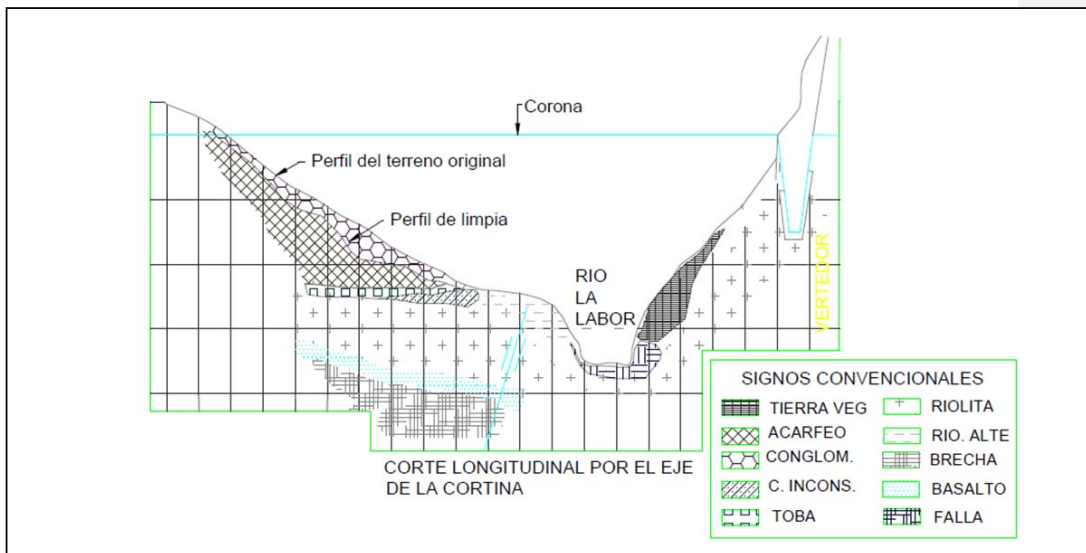 Corona
Perfil del terreno original
Perfil de limpia
RIO
LA
LABOR
VERTEDOR
CORTE LONGITUDINAL POR EL EJE
DE LA CORTINA
SIGNOS CONVENCIONALES
TIERRA VEG
RIOLITA
ACARFEO
RIO. ALTE
CONGLOM.
BRECHA
C. INCONS.
BASALTO
TOBA
FALLA